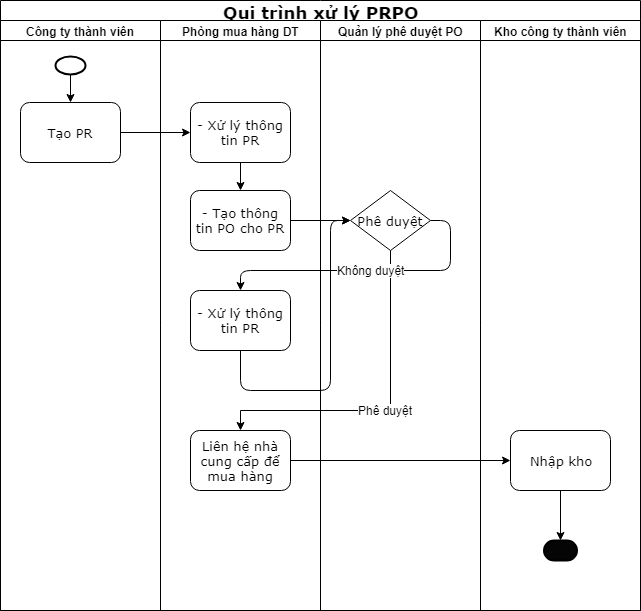 Qui trình xử lý PRPO
Công ty thành viên
Phòng mua hàng DT
Quản lý phê duyệt PO
Kho công ty thành viên
Tạo PR
- Xử lý thông
tin PR
- Tạo thông
tin PO cho PR
Phê duyệt
Không duyệt
- Xử lý thông
tin PR
Phê duyệt
Liên hệ nhà
cung cấp để
mua hàng
Nhập kho